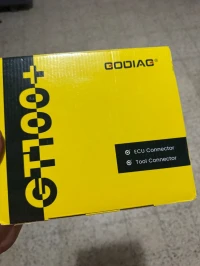 GODIAG®
GT100+
ECU Connector
Tool Connector